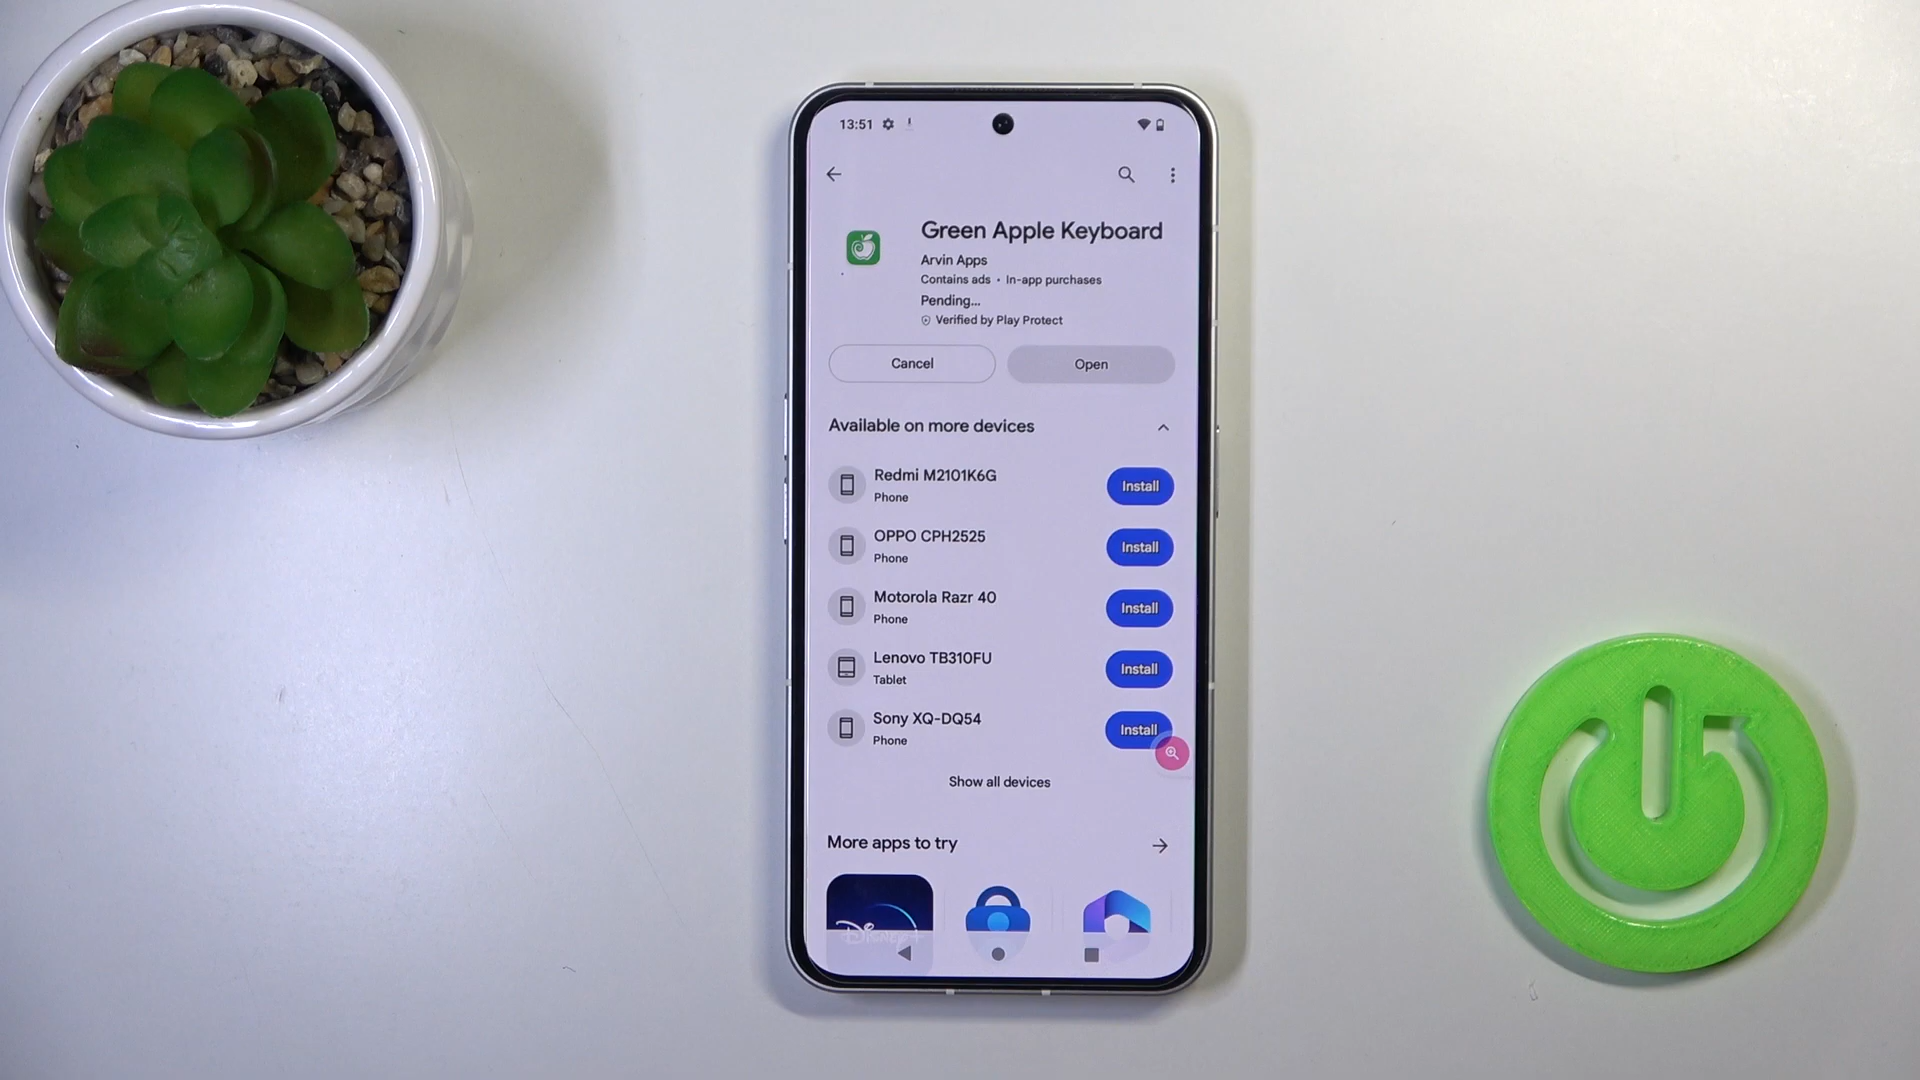 13:51
Green Apple Keyboard
Arvin Apps
Contains ads • In-app purchases
Pending...
Verified by Play Protect
Cancel
Open
Available on more devices
Redmi M2101K6G
Phone
Install
OPPO CPH2525
Phone
Install
Motorola Razr 40
Phone
Install
Lenovo TB310FU
Tablet
Install
Sony XQ-DQ54
Phone
Install
Show all devices
More apps to try
Disney+